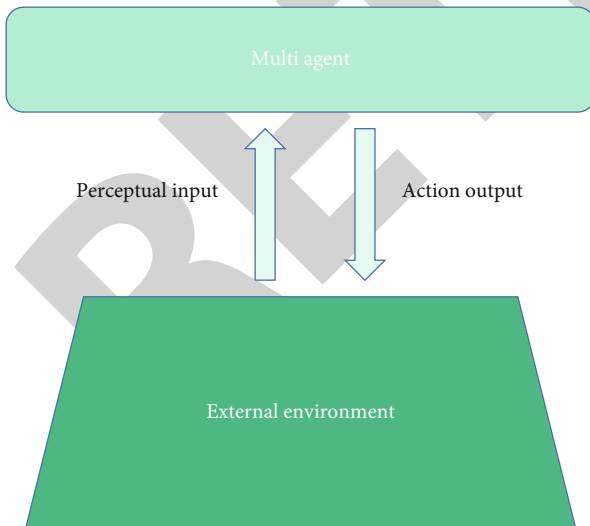 Multi agent
Perceptual input
Action output
External environment